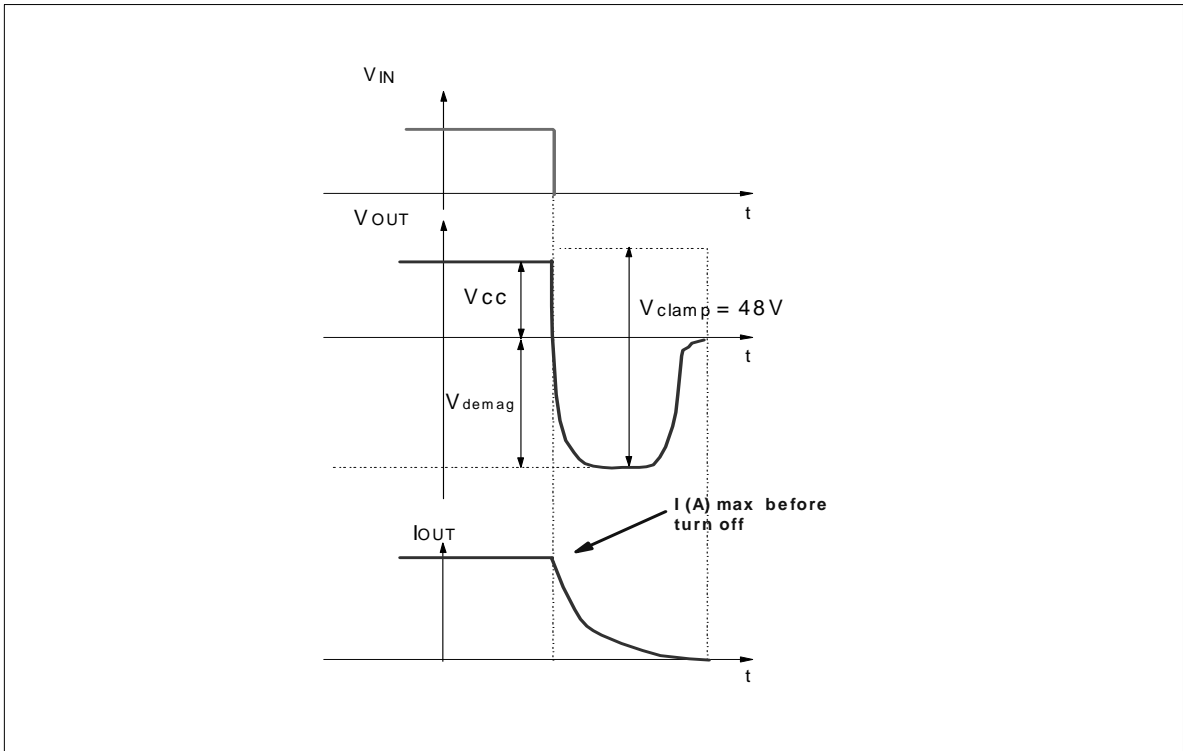 VIN
t
VOUT
Vcc
Vclamp = 48V
t
Vdemag
I (A) max before
turn off
IOUT
t